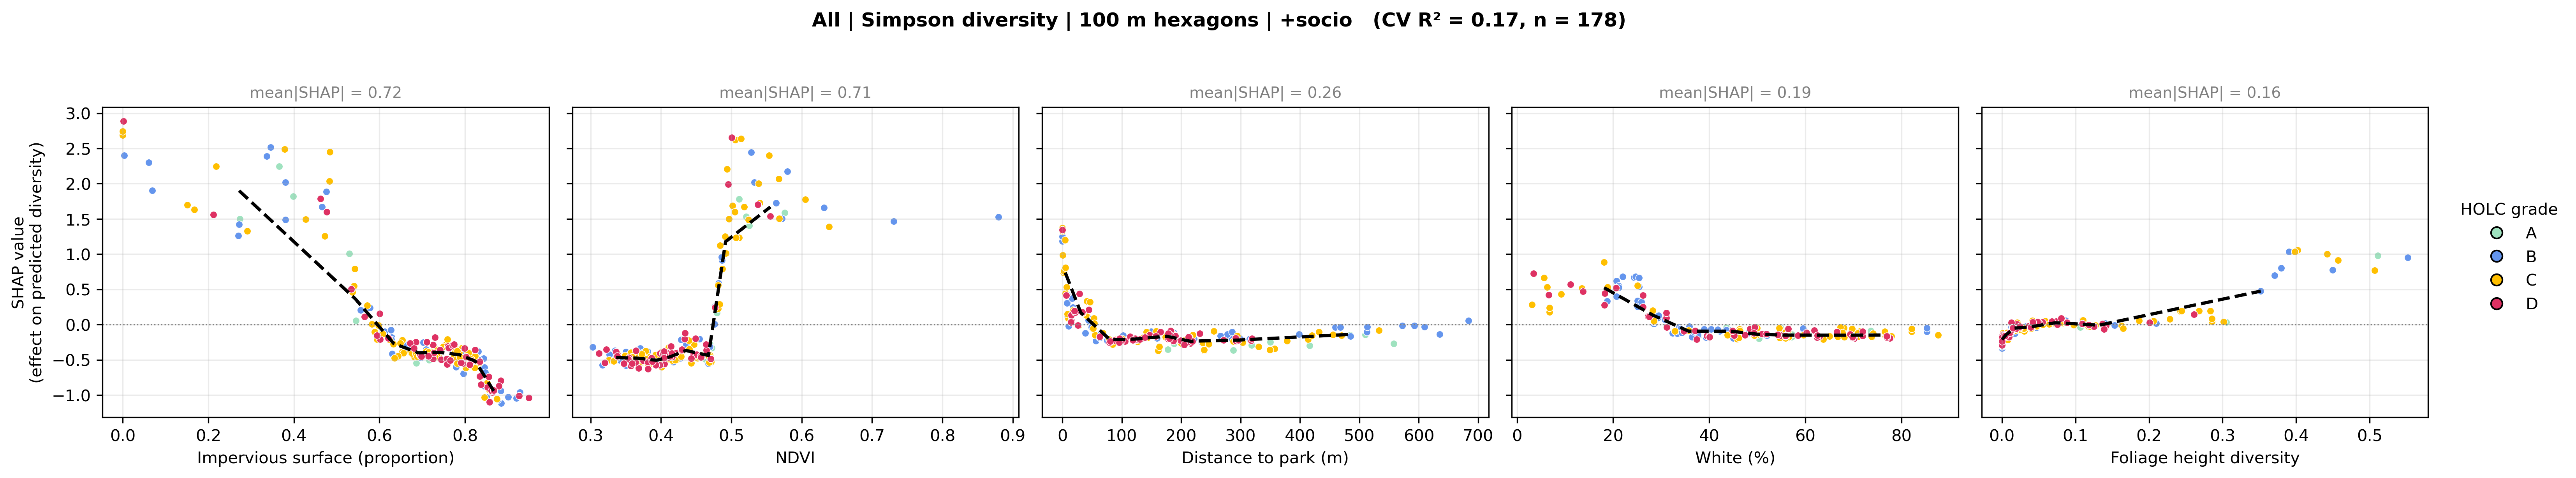 All | Simpson diversity | 100 m hexagons | +socio   (CV R² = 0.17, n = 178)
mean|SHAP| = 0.72
mean|SHAP| = 0.71
mean|SHAP| = 0.26
mean|SHAP| = 0.19
mean|SHAP| = 0.16
SHAP value
(effect on predicted diversity)
3.0
2.5
2.0
1.5
1.0
0.5
0.0
−0.5
−1.0
0.0 0.2 0.4 0.6 0.8
Impervious surface (proportion)
0.3 0.4 0.5 0.6 0.7 0.8 0.9
NDVI
0 100 200 300 400 500 600 700
Distance to park (m)
0 20 40 60 80
White (%)
0.0 0.1 0.2 0.3 0.4 0.5
Foliage height diversity
HOLC grade
A
B
C
D